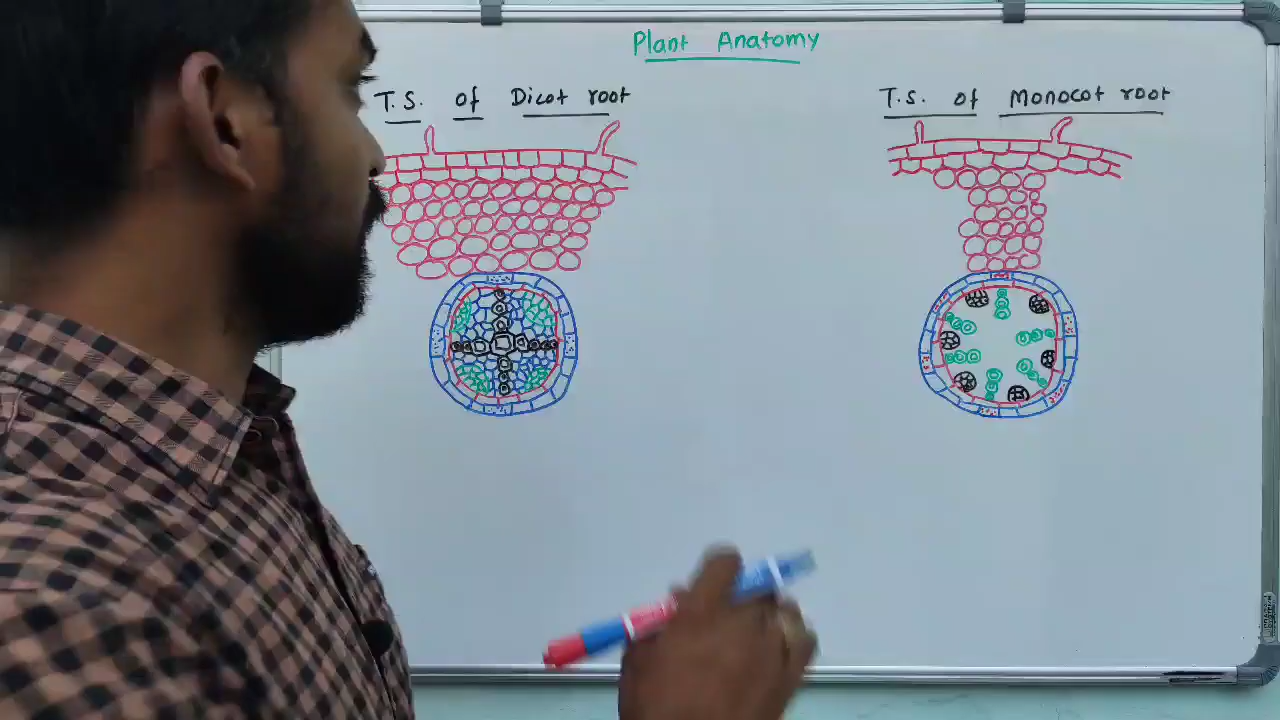 Plant Anatomy
T.S. of Dicot root
T.S. of Monocot root